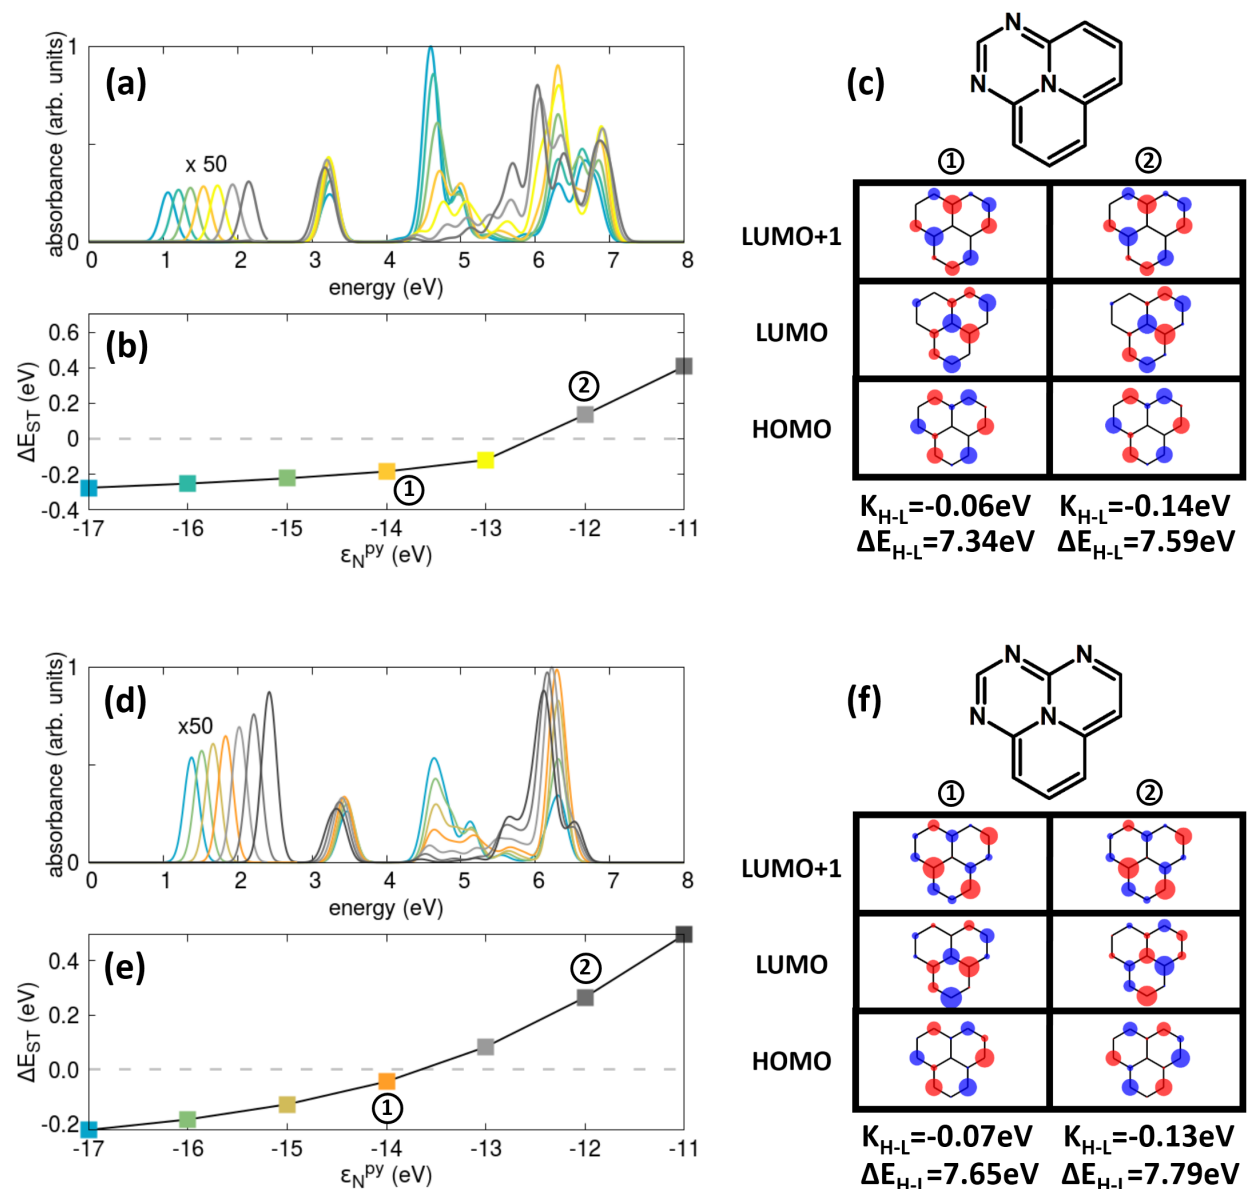 (a)
absorbance (arb. units)
1
0
x 50
0 1 2 3 4 5 6 7 8
energy (eV)
(b)
ΔE_ST (eV)
0.6
0.4
0.2
0
-0.2
-0.4
②
①
-17 -16 -15 -14 -13 -12 -11
ε_N^py (eV)
(c)
N
N
N
① ②
LUMO+1
LUMO
HOMO
K_H-L=-0.06eV K_H-L=-0.14eV
ΔE_H-L=7.34eV ΔE_H-L=7.59eV
(d)
absorbance (arb. units)
1
0
x50
0 1 2 3 4 5 6 7 8
energy (eV)
(e)
ΔE_ST (eV)
0.4
0.2
0.0
-0.2
②
①
-17 -16 -15 -14 -13 -12 -11
ε_N^py (eV)
(f)
N N
N N
① ②
LUMO+1
LUMO
HOMO
K_H-L=-0.07eV K_H-L=-0.13eV
ΔE_H-L=7.65eV ΔE_H-L=7.79eV